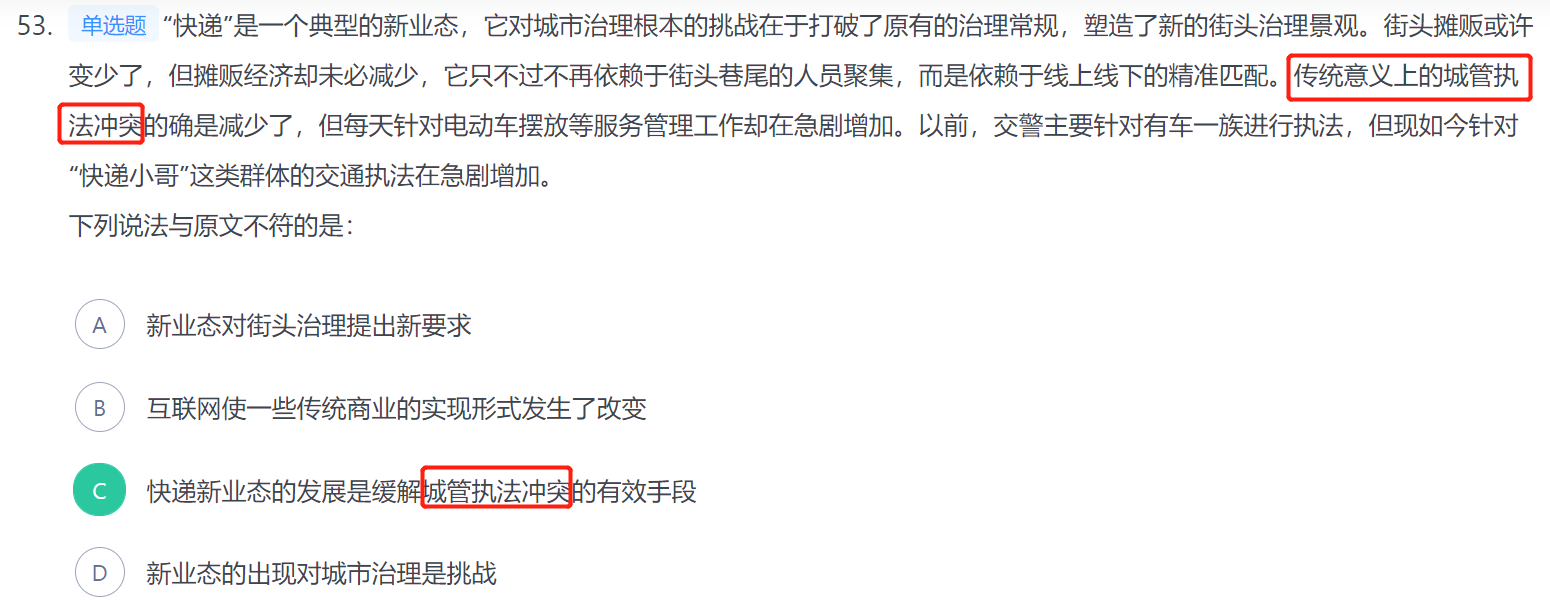 53. 单选题 “快递”是一个典型的新业态，它对城市治理根本的挑战在于打破了原有的治理常规，塑造了新的街头治理景观。街头摊贩或许
变少了，但摊贩经济却未必减少，它只不过不再依赖于街头巷尾的人员聚集，而是依赖于线上线下的精准匹配。传统意义上的城管执
法冲突的确是减少了，但每天针对电动车摆放等服务管理工作却在急剧增加。以前，交警主要针对有车一族进行执法，但现如今针对
“快递小哥”这类群体的交通执法在急剧增加。
下列说法与原文不符的是：
A 新业态对街头治理提出新要求
B 互联网使一些传统商业的实现形式发生了改变
C 快递新业态的发展是缓解城管执法冲突的有效手段
D 新业态的出现对城市治理是挑战